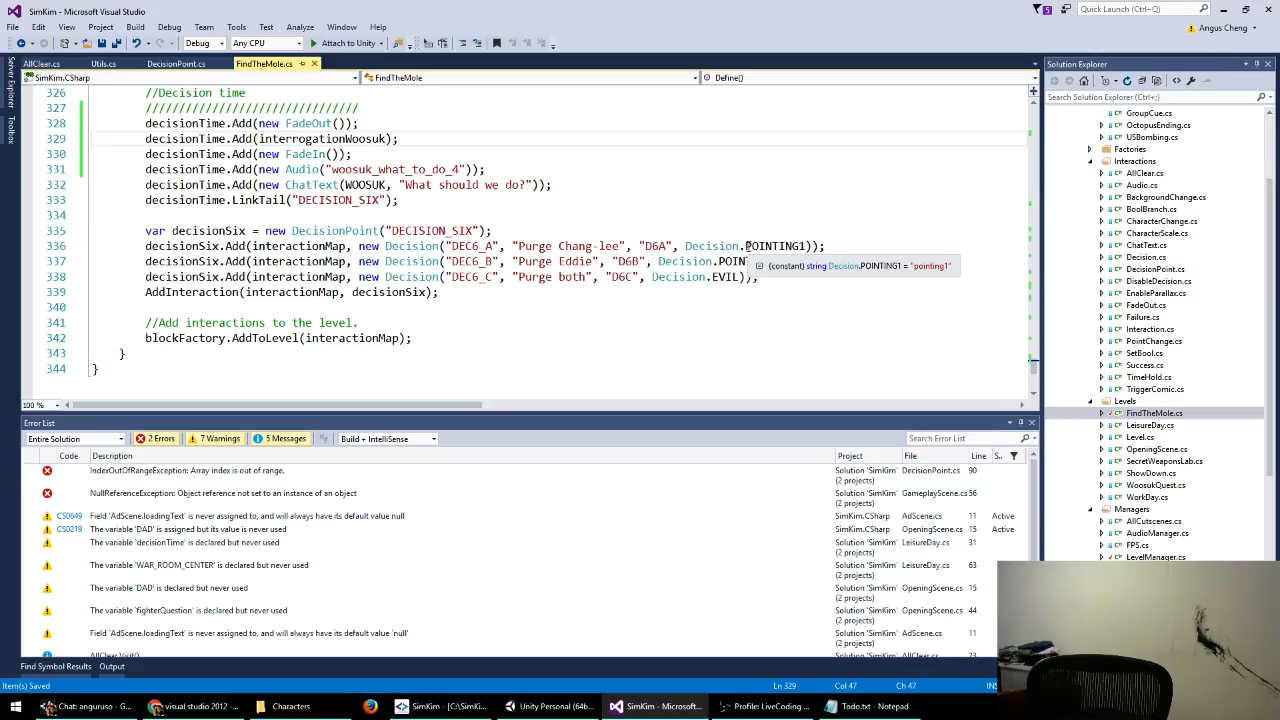 SimKim - Microsoft Visual Studio
5
Quick Launch (Ctrl+;)
File Edit View Project Build Debug Team Tools Test Analyze Window Help
Angus Cheng
Debug Any CPU Attach to Unity
AllClear.cs Utils.cs DecisionPoint.cs FindTheMole.cs
SimKim.CSharp FindTheMole Define()
Server Explorer
Toolbox
326 //Decision time
327 ////////////////////////////////
328 decisionTime.Add(new FadeOut());
329 decisionTime.Add(interrogationWoosuk);
330 decisionTime.Add(new FadeIn());
331 decisionTime.Add(new Audio("woosuk_what_to_do_4"));
332 decisionTime.Add(new ChatText(WOOSUK, "What should we do?"));
333 decisionTime.LinkTail("DECISION_SIX");
334
335 var decisionSix = new DecisionPoint("DECISION_SIX");
336 decisionSix.Add(interactionMap, new Decision("DEC6_A", "Purge Chang-lee", "D6A", Decision.POINTING1));
337 decisionSix.Add(interactionMap, new Decision("DEC6_B", "Purge Eddie", "D6B", Decision.POIN
(constant) string Decision.POINTING1 = "pointing1"
338 decisionSix.Add(interactionMap, new Decision("DEC6_C", "Purge both", "D6C", Decision.EVIL));
339 AddInteraction(interactionMap, decisionSix);
340
341 //Add interactions to the level.
342 blockFactory.AddToLevel(interactionMap);
343 }
344 }
100 %
Solution Explorer
Search Solution Explorer (Ctrl+;)
GroupCue.cs
OctopusEnding.cs
USBombing.cs
Factories
Interactions
AllClear.cs
Audio.cs
BackgroundChange.cs
BoolBranch.cs
CharacterChange.cs
ChatText.cs
Decision.cs
DecisionPoint.cs
DisableDecision.cs
EnableParallax.cs
FadeOut.cs
Failure.cs
Interaction.cs
PointChange.cs
SetBool.cs
Success.cs
TimeHold.cs
TriggerComic.cs
Levels
FindTheMole.cs
LeisureDay.cs
Level.cs
OpeningScene.cs
SecretWeaponsLab.cs
ShowDown.cs
WoosukQuest.cs
WorkDay.cs
Managers
AllCutscenes.cs
AudioManager.cs
FPS.cs
LevelManager.cs
Error List
Entire Solution 2 Errors 7 Warnings 5 Messages Build + IntelliSense Search Error List
Code Description Project File Line S..
IndexOutOfRangeException: Array index is out of range. Solution 'SimKim' (2 projects) DecisionPoint.cs 90
NullReferenceException: Object reference not set to an instance of an object Solution 'SimKim' (2 projects) GameplayScene.cs 56
CS0649 Field 'AdScene.loadingText' is never assigned to, and will always have its default value null SimKim.CSharp AdScene.cs 11 Active
CS0219 The variable 'DAD' is assigned but its value is never used SimKim.CSharp OpeningScene.cs 15 Active
The variable `decisionTime' is declared but never used Solution 'SimKim' (2 projects) LeisureDay.cs 31
The variable `WAR_ROOM_CENTER' is declared but never used Solution 'SimKim' (2 projects) LeisureDay.cs 63
The variable `DAD' is declared but never used Solution 'SimKim' (2 projects) OpeningScene.cs 15
The variable `fighterQuestion' is declared but never used Solution 'SimKim' (2 projects) OpeningScene.cs 44
Field `AdScene.loadingText' is never assigned to, and will always have its default value `null' Solution 'SimKim' (2 projects) AdScene.cs 11
AllClear.Visit() Solution 'SimKim' AllClear.cs 73
Find Symbol Results Output
Item(s) Saved Ln 329 Col 47 Ch 47 INS
Chat: anguruso - G... visual studio 2012 - ... Characters SimKim - [C:\SimKi... Unity Personal (64b... SimKim - Microsoft... Profile: LiveCoding ... Todo.txt - Notepad